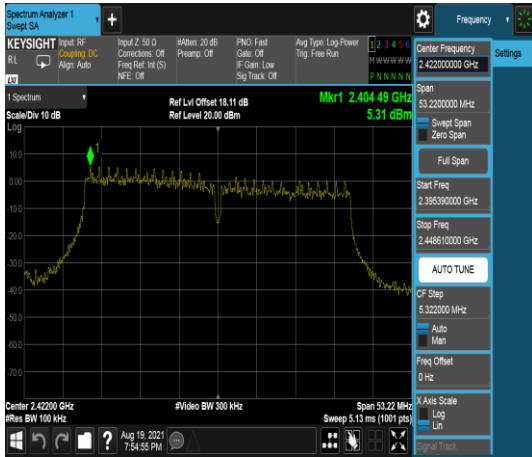 Spectrum Analyzer 1
Swept SA
Frequency
KEYSIGHT
RL
LXI
Input: RF
Coupling: DC
Align: Auto
Input Z: 50 Ω
Corrections: Off
Freq Ref: Int (S)
NFE: Off
#Atten: 20 dB
Preamp: Off
PNO: Fast
Gate: Off
IF Gain: Low
Sig Track: Off
Avg Type: Log-Power
Trig: Free Run
1 2 3 4 5 6
M W W W W W
P N N N N N
Center Frequency
2.422000000 GHz
Settings
Span
53.2200000 MHz
Swept Span
Zero Span
Full Span
Start Freq
2.395390000 GHz
Stop Freq
2.448610000 GHz
AUTO TUNE
CF Step
5.322000 MHz
Auto
Man
Freq Offset
0 Hz
X Axis Scale
Log
Lin
Signal Track
1 Spectrum
Scale/Div 10 dB
Log
Ref Lvl Offset 18.11 dB
Ref Level 20.00 dBm
Mkr1 2.404 49 GHz
5.31 dBm
1
10.0
0.00
-10.0
-20.0
-30.0
-40.0
-50.0
-60.0
-70.0
Center 2.42200 GHz
#Res BW 100 kHz
#Video BW 300 kHz
Span 53.22 MHz
Sweep 5.13 ms (1001 pts)
Aug 19, 2021
7:54:55 PM